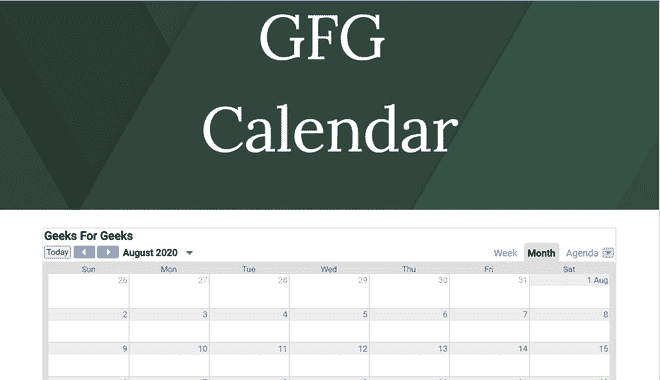 GFG
Calendar
Geeks For Geeks
Today August 2020 Week Month Agenda
Sun Mon Tue Wed Thu Fri Sat
26 27 28 29 30 31 1 Aug
2 3 4 5 6 7 8
9 10 11 12 13 14 15